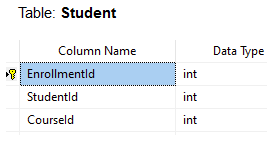 Table: Student
Column Name Data Type
EnrollmentId int
StudentId int
CourseId int